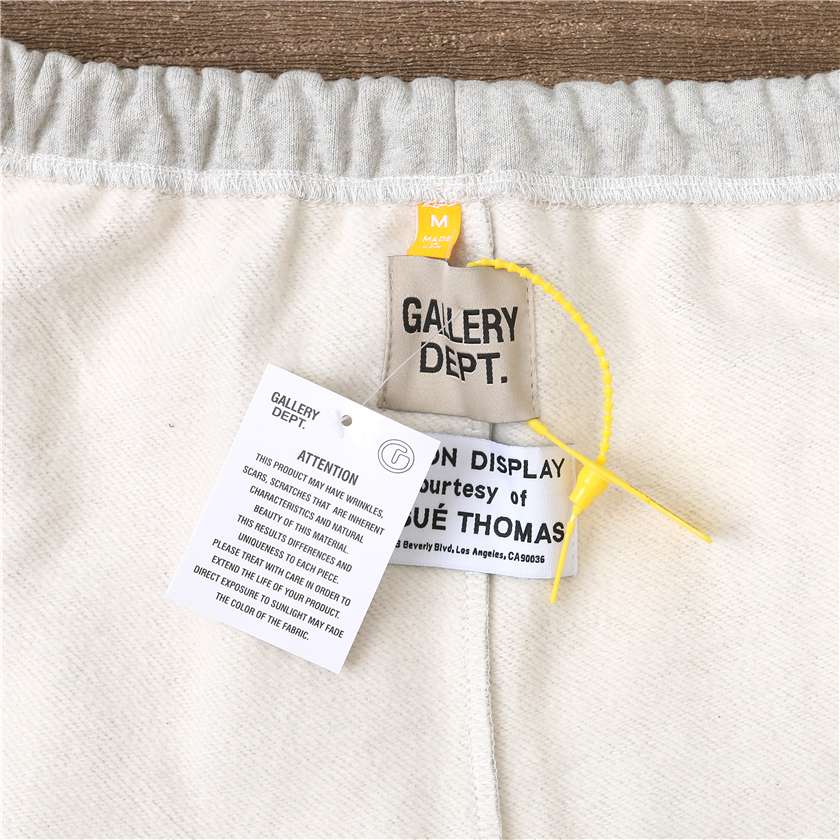 M
MADE
GALLERY
DEPT.
GALLERY
DEPT.
G
ATTENTION
THIS PRODUCT MAY HAVE WRINKLES,
SCARS, SCRATCHES THAT ARE INHERENT
CHARACTERISTICS AND NATURAL
BEAUTY OF THIS MATERIAL.
THIS RESULTS DIFFERENCES AND
UNIQUENESS TO EACH PIECE.
PLEASE TREAT WITH CARE IN ORDER TO
EXTEND THE LIFE OF YOUR PRODUCT.
DIRECT EXPOSURE TO SUNLIGHT MAY FADE
THE COLOR OF THE FABRIC.
ON DISPLAY
ourtesy of
SUÉ THOMAS
Beverly Blvd, Los Angeles, CA90036